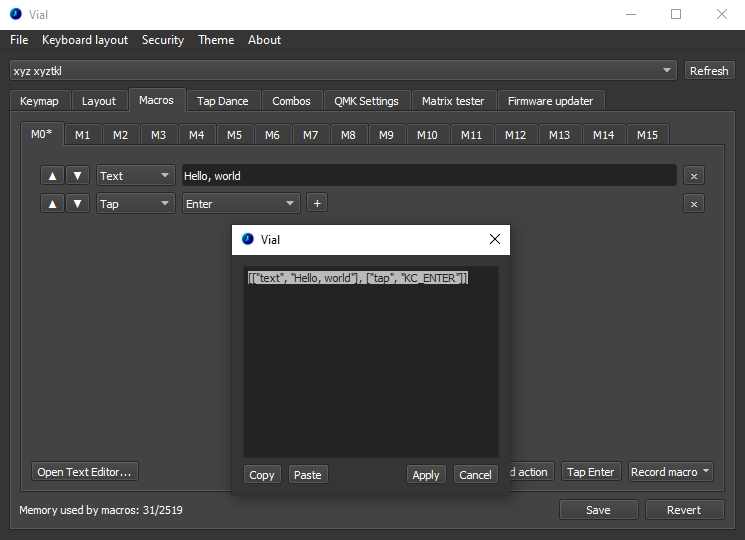 Vial
File Keyboard layout Security Theme About
xyz xyztkl Refresh
Keymap Layout Macros Tap Dance Combos QMK Settings Matrix tester Firmware updater
M0* M1 M2 M3 M4 M5 M6 M7 M8 M9 M10 M11 M12 M13 M14 M15
Text Hello, world x
Tap Enter + x
Vial
[["text", "Hello, world"], ["tap", "KC_ENTER"]]
Copy Paste Apply Cancel
Open Text Editor... d action Tap Enter Record macro
Memory used by macros: 31/2519 Save Revert